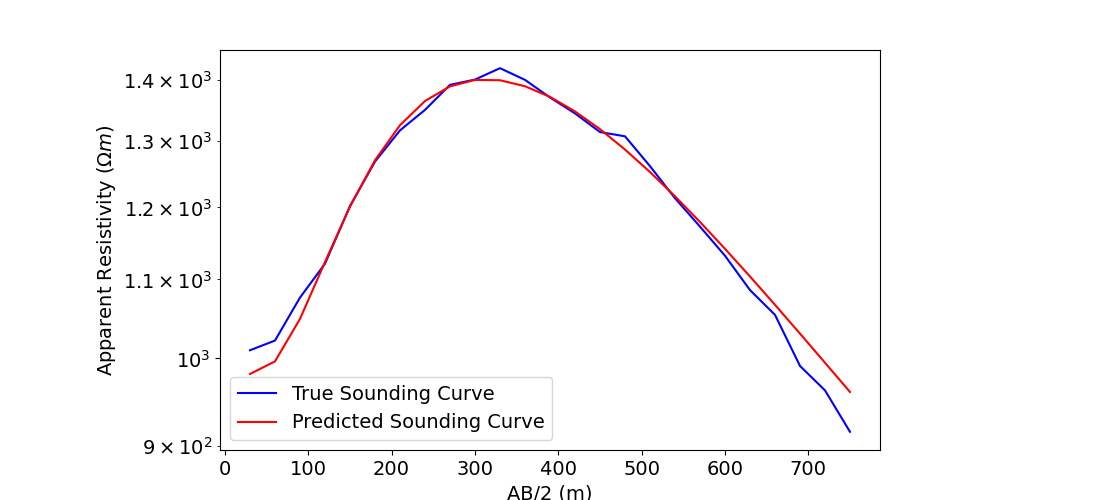 Apparent Resistivity (Ωm)
1.4 × 10³
1.3 × 10³
1.2 × 10³
1.1 × 10³
10³
9 × 10²
True Sounding Curve
Predicted Sounding Curve
0 100 200 300 400 500 600 700
AB/2 (m)